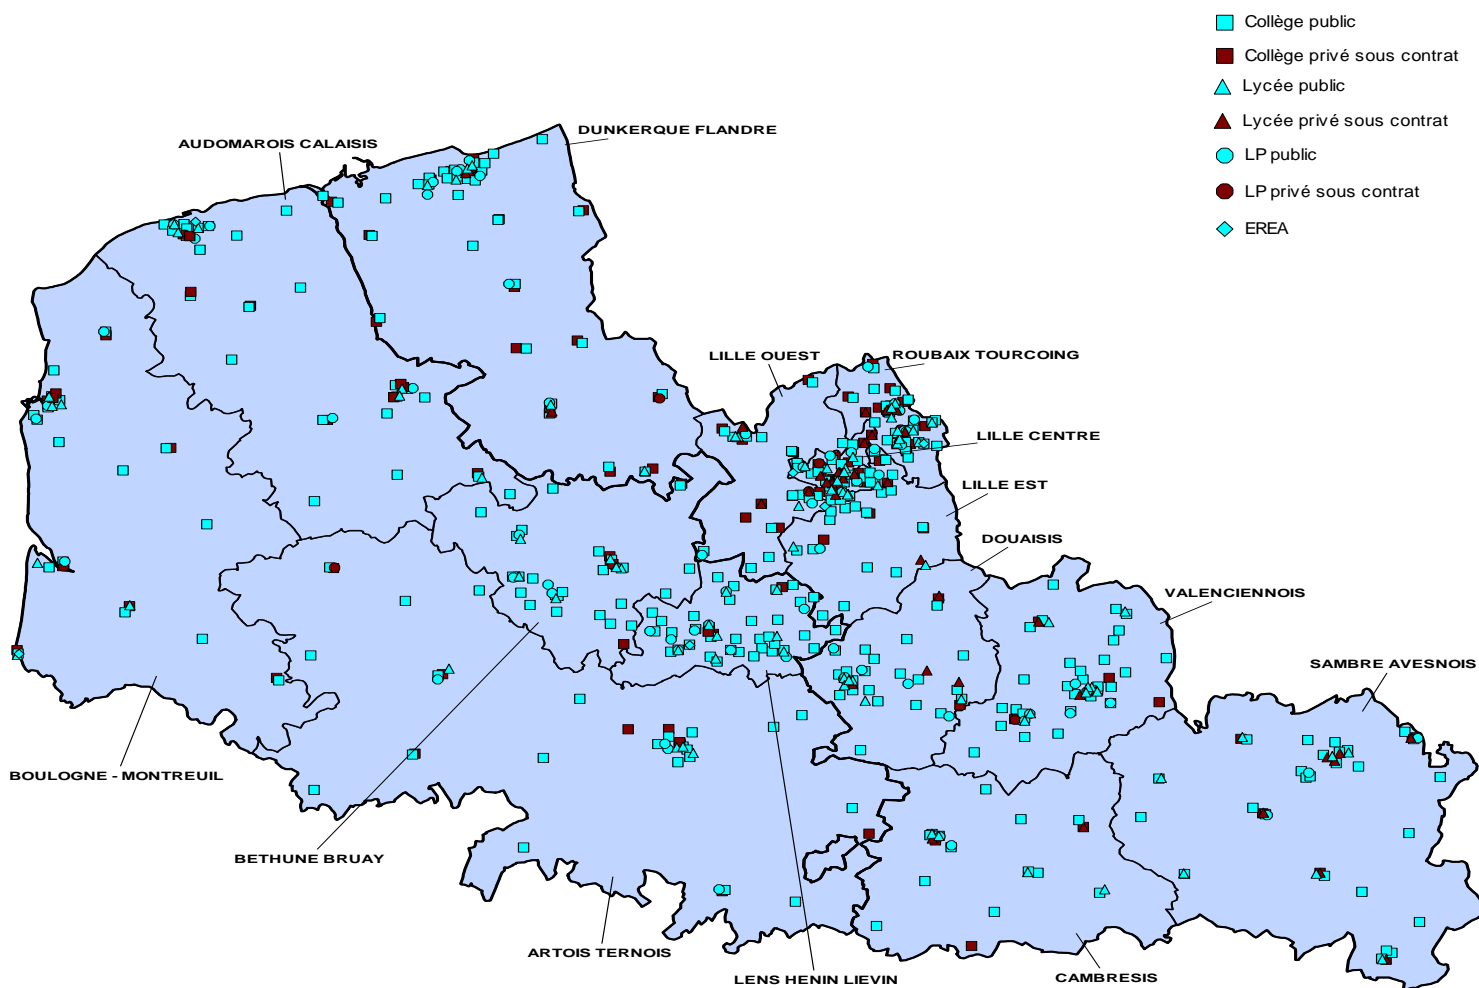 Collège public
Collège privé sous contrat
Lycée public
Lycée privé sous contrat
LP public
LP privé sous contrat
EREA
DUNKERQUE FLANDRE
AUDOMAROIS CALAISIS
LILLE OUEST
ROUBAIX TOURCOING
LILLE CENTRE
LILLE EST
DOUAISIS
VALENCIENNOIS
SAMBRE AVESNOIS
BOULOGNE - MONTREUIL
BETHUNE BRUAY
ARTOIS TERNOIS
LENS HENIN LIEVIN
CAMBRESIS